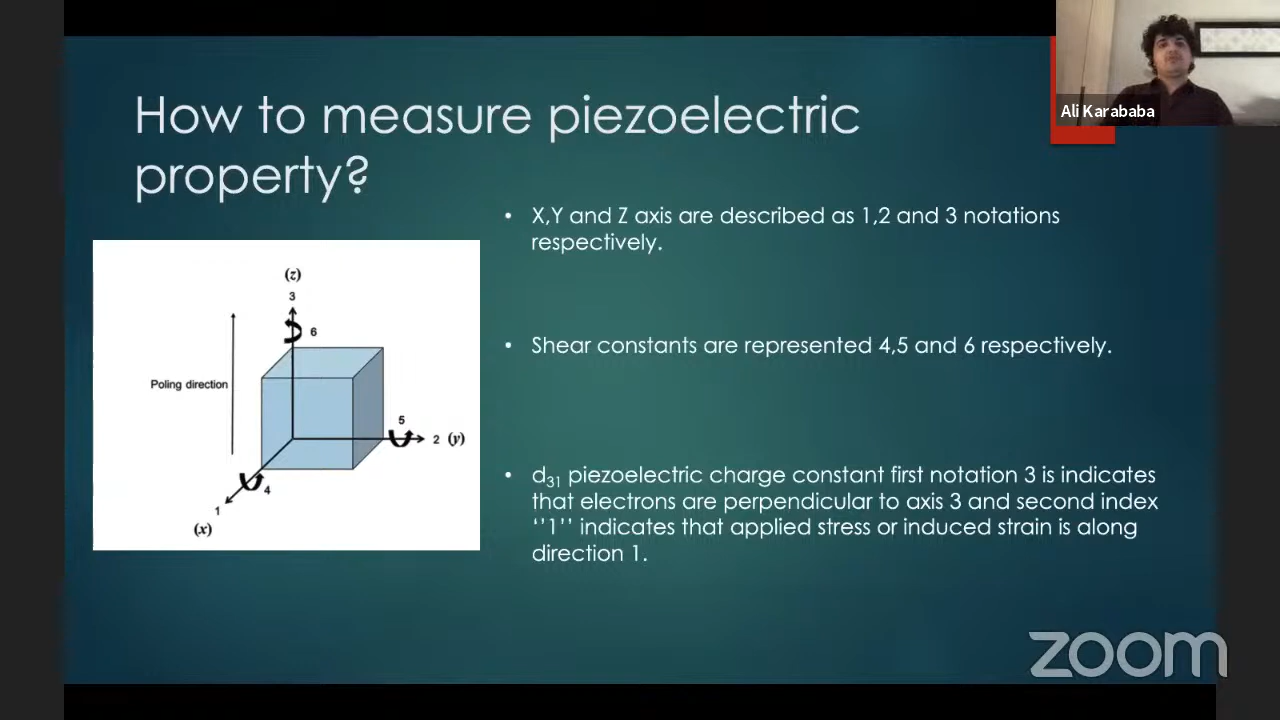 How to measure piezoelectric
property?
Ali Karababa
• X,Y and Z axis are described as 1,2 and 3 notations
respectively.
• Shear constants are represented 4,5 and 6 respectively.
• d₃₁ piezoelectric charge constant first notation 3 is indicates
that electrons are perpendicular to axis 3 and second index
‘’1’’ indicates that applied stress or induced strain is along
direction 1.
(z)
3
6
Poling direction
5
2 (y)
4
1
(x)
zoom